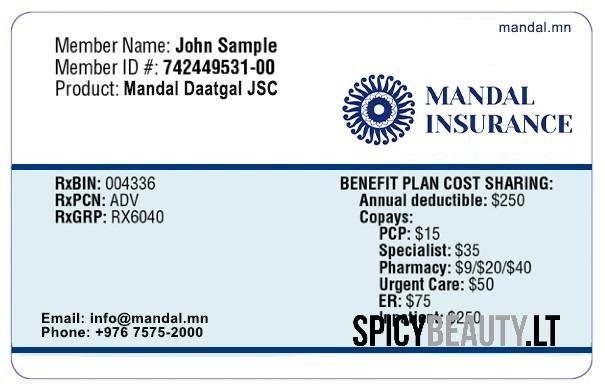 mandal.mn
Member Name: John Sample
Member ID #: 742449531-00
Product: Mandal Daatgal JSC
MANDAL
INSURANCE
RxBIN: 004336
RxPCN: ADV
RxGRP: RX6040
BENEFIT PLAN COST SHARING:
Annual deductible: $250
Copays:
PCP: $15
Specialist: $35
Pharmacy: $9/$20/$40
Urgent Care: $50
ER: $75
Inpatient: $250
Email: info@mandal.mn
Phone: +976 7575-2000
SPICYBEAUTY.LT